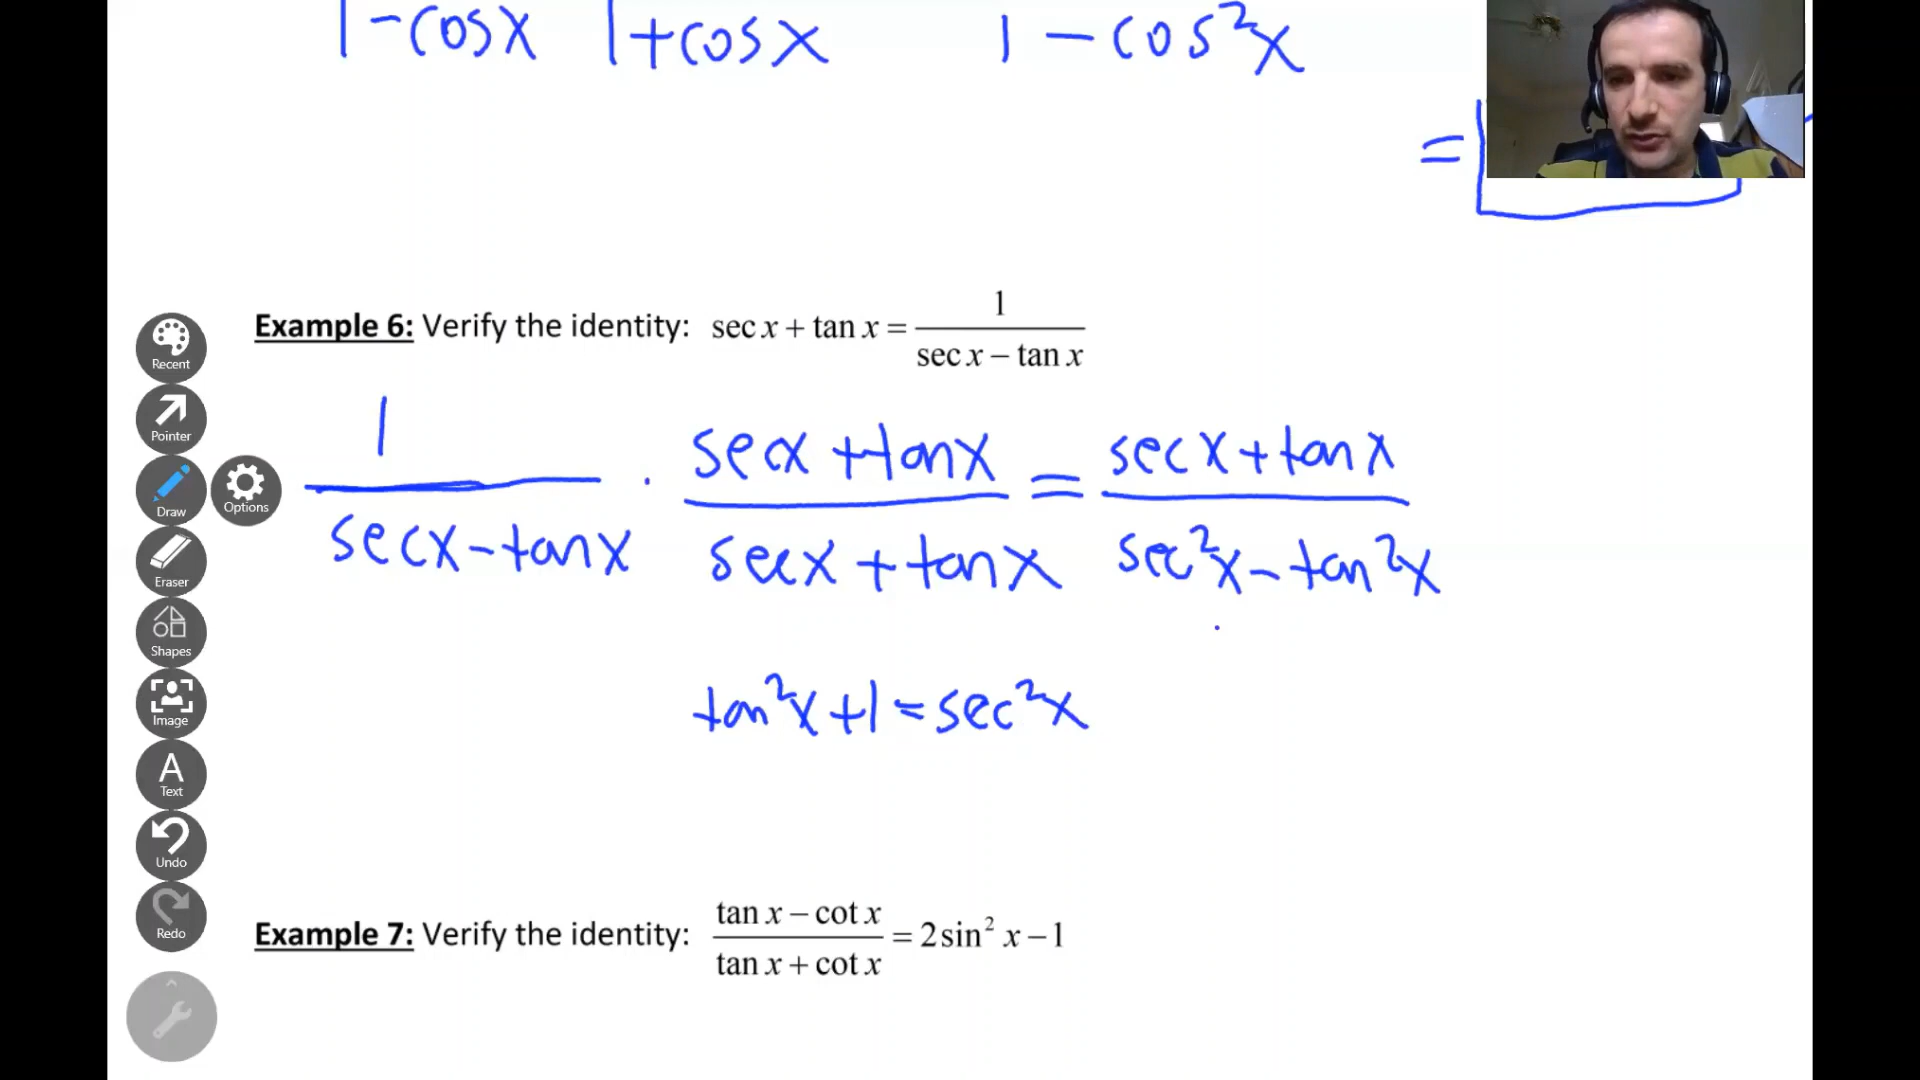 1 - cosx 1 + cosx 1 - cos²x
=
Example 6: Verify the identity: sec x + tan x = 1 / (sec x − tan x)
1 / (secx - tanx) · (secx + tanx) / (secx + tanx) = (secx + tanx) / (sec²x - tan²x)
tan²x + 1 = sec²x
Example 7: Verify the identity: (tan x − cot x) / (tan x + cot x) = 2 sin² x − 1
Recent
Pointer
Draw
Options
Eraser
Shapes
Image
A
Text
Undo
Redo